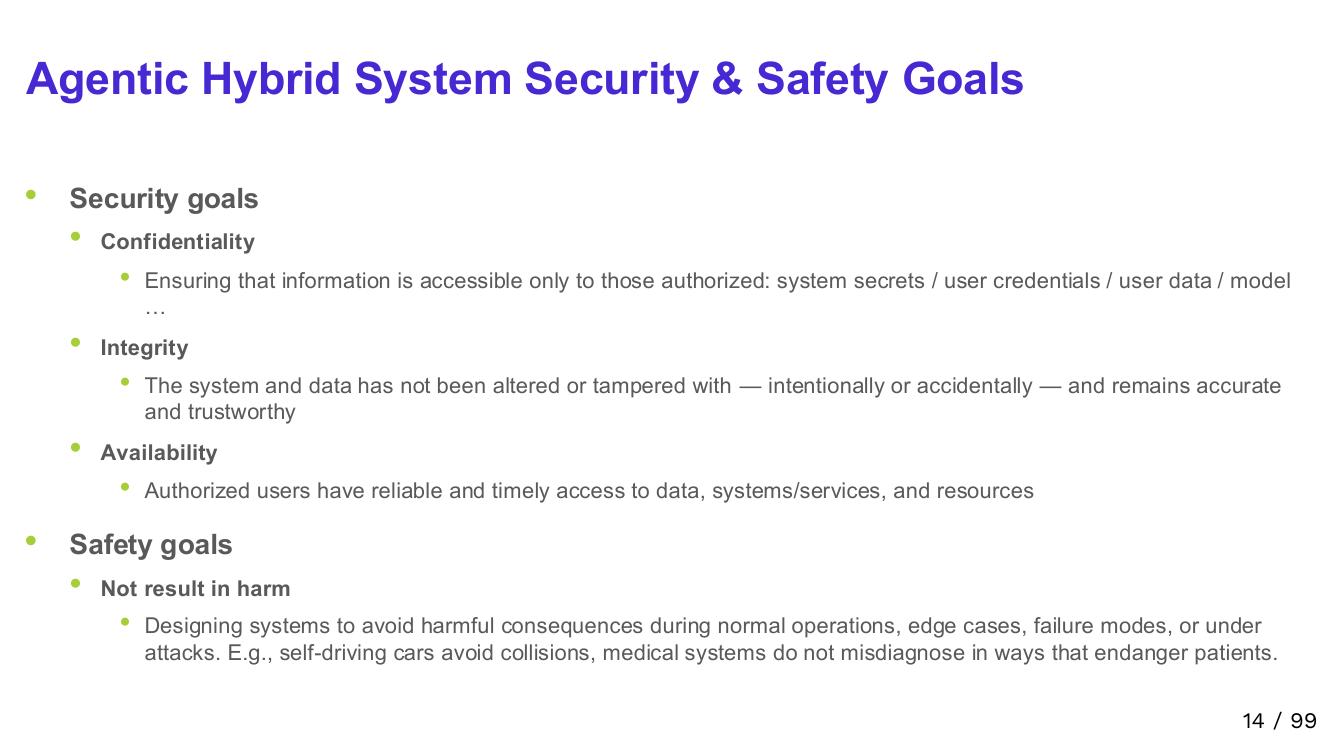 Agentic Hybrid System Security & Safety Goals
• Security goals
• Confidentiality
• Ensuring that information is accessible only to those authorized: system secrets / user credentials / user data / model
…
• Integrity
• The system and data has not been altered or tampered with — intentionally or accidentally — and remains accurate
and trustworthy
• Availability
• Authorized users have reliable and timely access to data, systems/services, and resources
• Safety goals
• Not result in harm
• Designing systems to avoid harmful consequences during normal operations, edge cases, failure modes, or under
attacks. E.g., self-driving cars avoid collisions, medical systems do not misdiagnose in ways that endanger patients.
14 / 99